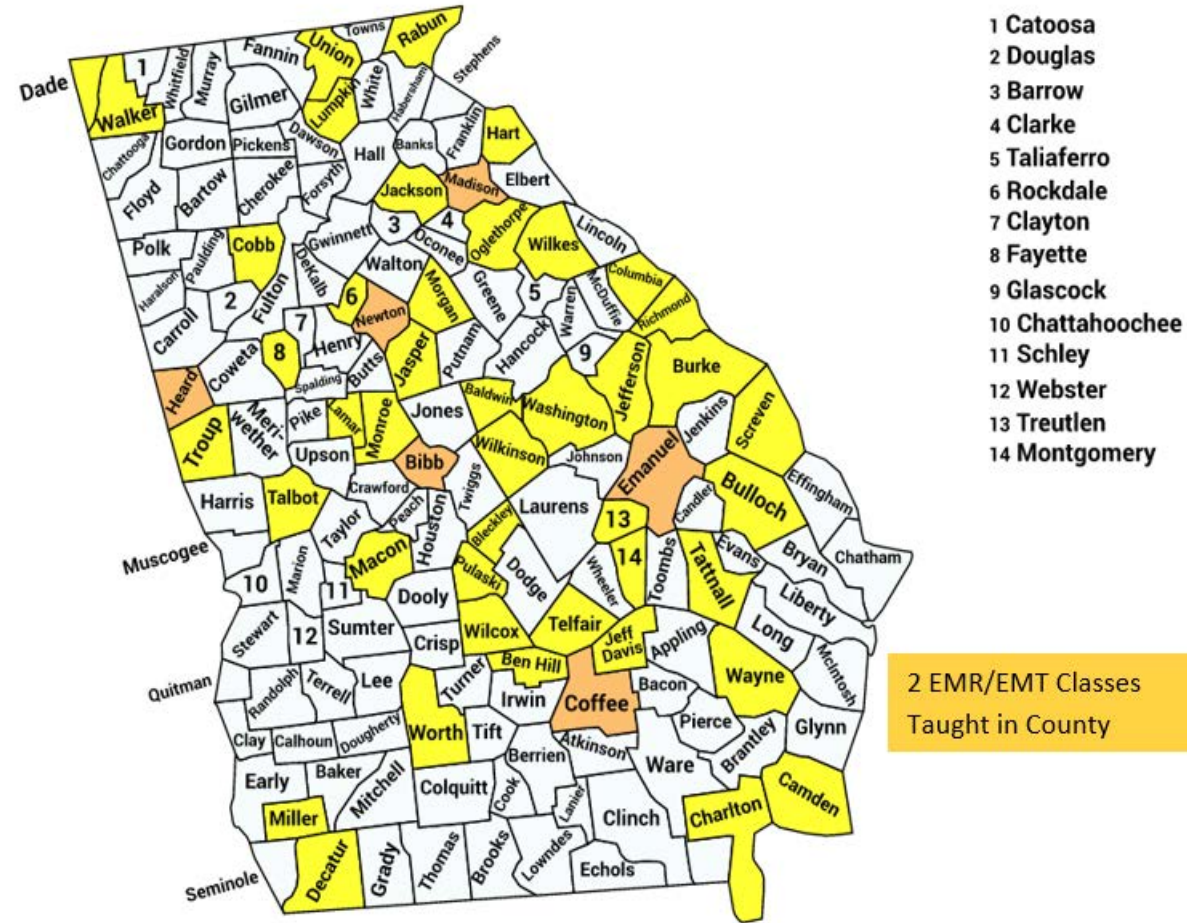 Towns
Rabun
Union
Fannin
Stephens
Dade
1
Whitfield
Murray
Gilmer
Lumpkin
White
Habersham
Walker
Chattooga
Gordon
Pickens
Dawson
Hall
Banks
Franklin
Hart
Floyd
Bartow
Cherokee
Forsyth
Jackson
Madison
Elbert
Polk
Paulding
Cobb
Gwinnett
3
4
Oconee
Oglethorpe
Wilkes
Lincoln
Haralson
2
Fulton
DeKalb
Walton
Morgan
Greene
5
Warren
McDuffie
Columbia
Richmond
Carroll
6
Newton
7
8
Henry
Butts
Jasper
Putnam
Hancock
9
Jefferson
Burke
Heard
Coweta
Spalding
Troup
Meri-
wether
Pike
Lamar
Monroe
Jones
Baldwin
Washington
Jenkins
Screven
Upson
Bibb
Wilkinson
Johnson
Emanuel
Harris
Talbot
Crawford
Peach
Twiggs
Laurens
Candler
Bulloch
Effingham
Muscogee
Taylor
Houston
Bleckley
13
Macon
10
Marion
11
Pulaski
Dodge
Wheeler
14
Toombs
Tattnall
Evans
Bryan
Chatham
Dooly
Liberty
Stewart
12
Sumter
Crisp
Wilcox
Telfair
Jeff
Davis
Appling
Long
McIntosh
Quitman
Randolph
Terrell
Lee
Turner
Ben Hill
Irwin
Coffee
Bacon
Wayne
Clay
Calhoun
Dougherty
Worth
Tift
Pierce
Brantley
Glynn
Early
Baker
Mitchell
Berrien
Atkinson
Ware
Miller
Colquitt
Cook
Lanier
Clinch
Charlton
Camden
Seminole
Decatur
Grady
Thomas
Brooks
Lowndes
Echols
1 Catoosa
2 Douglas
3 Barrow
4 Clarke
5 Taliaferro
6 Rockdale
7 Clayton
8 Fayette
9 Glascock
10 Chattahoochee
11 Schley
12 Webster
13 Treutlen
14 Montgomery
2 EMR/EMT Classes
Taught in County